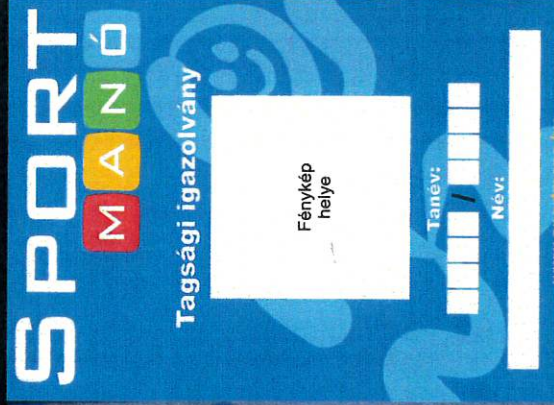 SPORT
MANÓ
Tagsági igazolvány
Fénykép
helye
Tanév:
/
Név: